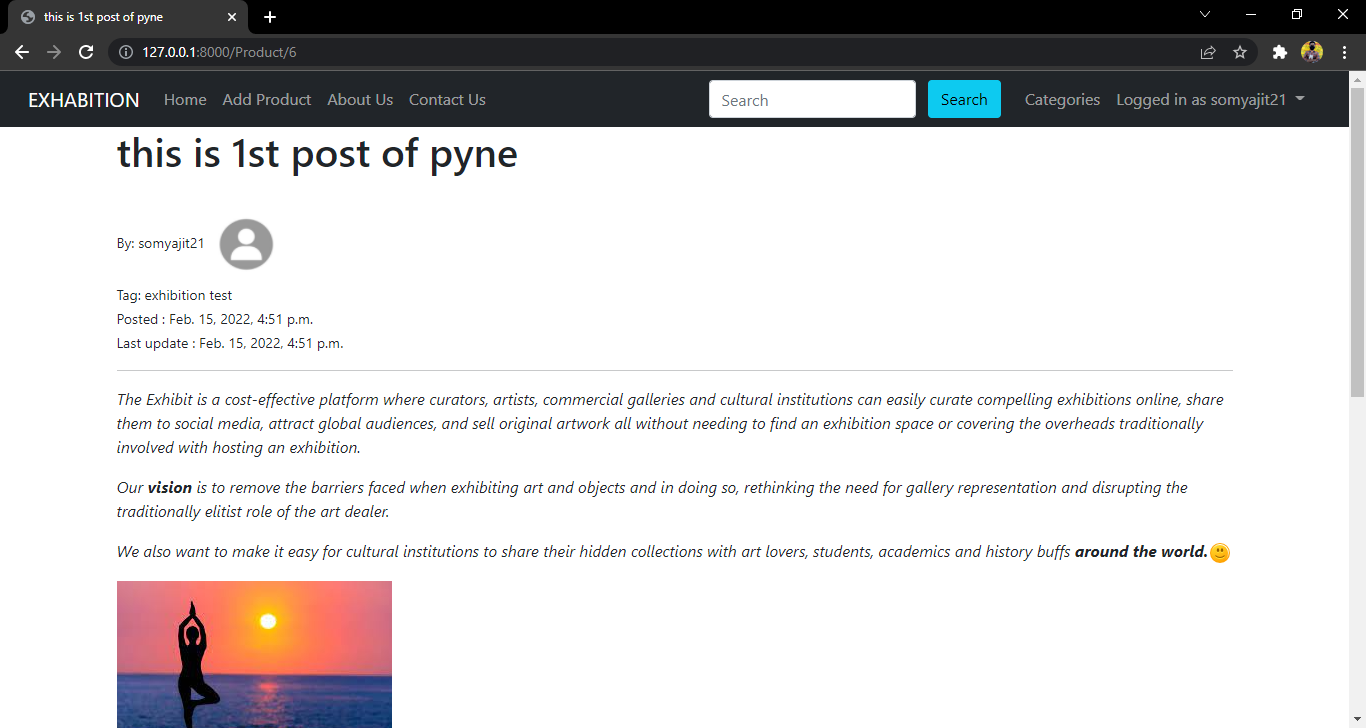 this is 1st post of pyne
127.0.0.1:8000/Product/6
EXHABITION Home Add Product About Us Contact Us Search Search Categories Logged in as somyajit21
this is 1st post of pyne
By: somyajit21
Tag: exhibition test
Posted : Feb. 15, 2022, 4:51 p.m.
Last update : Feb. 15, 2022, 4:51 p.m.
The Exhibit is a cost-effective platform where curators, artists, commercial galleries and cultural institutions can easily curate compelling exhibitions online, share
them to social media, attract global audiences, and sell original artwork all without needing to find an exhibition space or covering the overheads traditionally
involved with hosting an exhibition.
Our vision is to remove the barriers faced when exhibiting art and objects and in doing so, rethinking the need for gallery representation and disrupting the
traditionally elitist role of the art dealer.
We also want to make it easy for cultural institutions to share their hidden collections with art lovers, students, academics and history buffs around the world.🙂